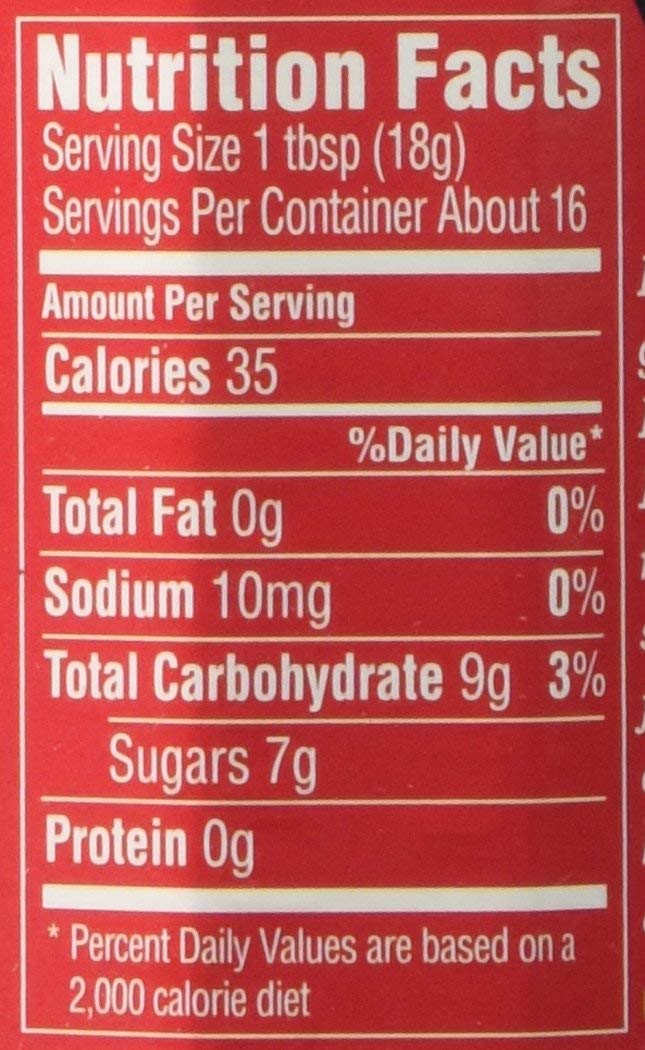 Nutrition Facts
Serving Size 1 tbsp (18g)
Servings Per Container About 16
Amount Per Serving
Calories 35
%Daily Value*
Total Fat 0g 0%
Sodium 10mg 0%
Total Carbohydrate 9g 3%
Sugars 7g
Protein 0g
* Percent Daily Values are based on a
2,000 calorie diet